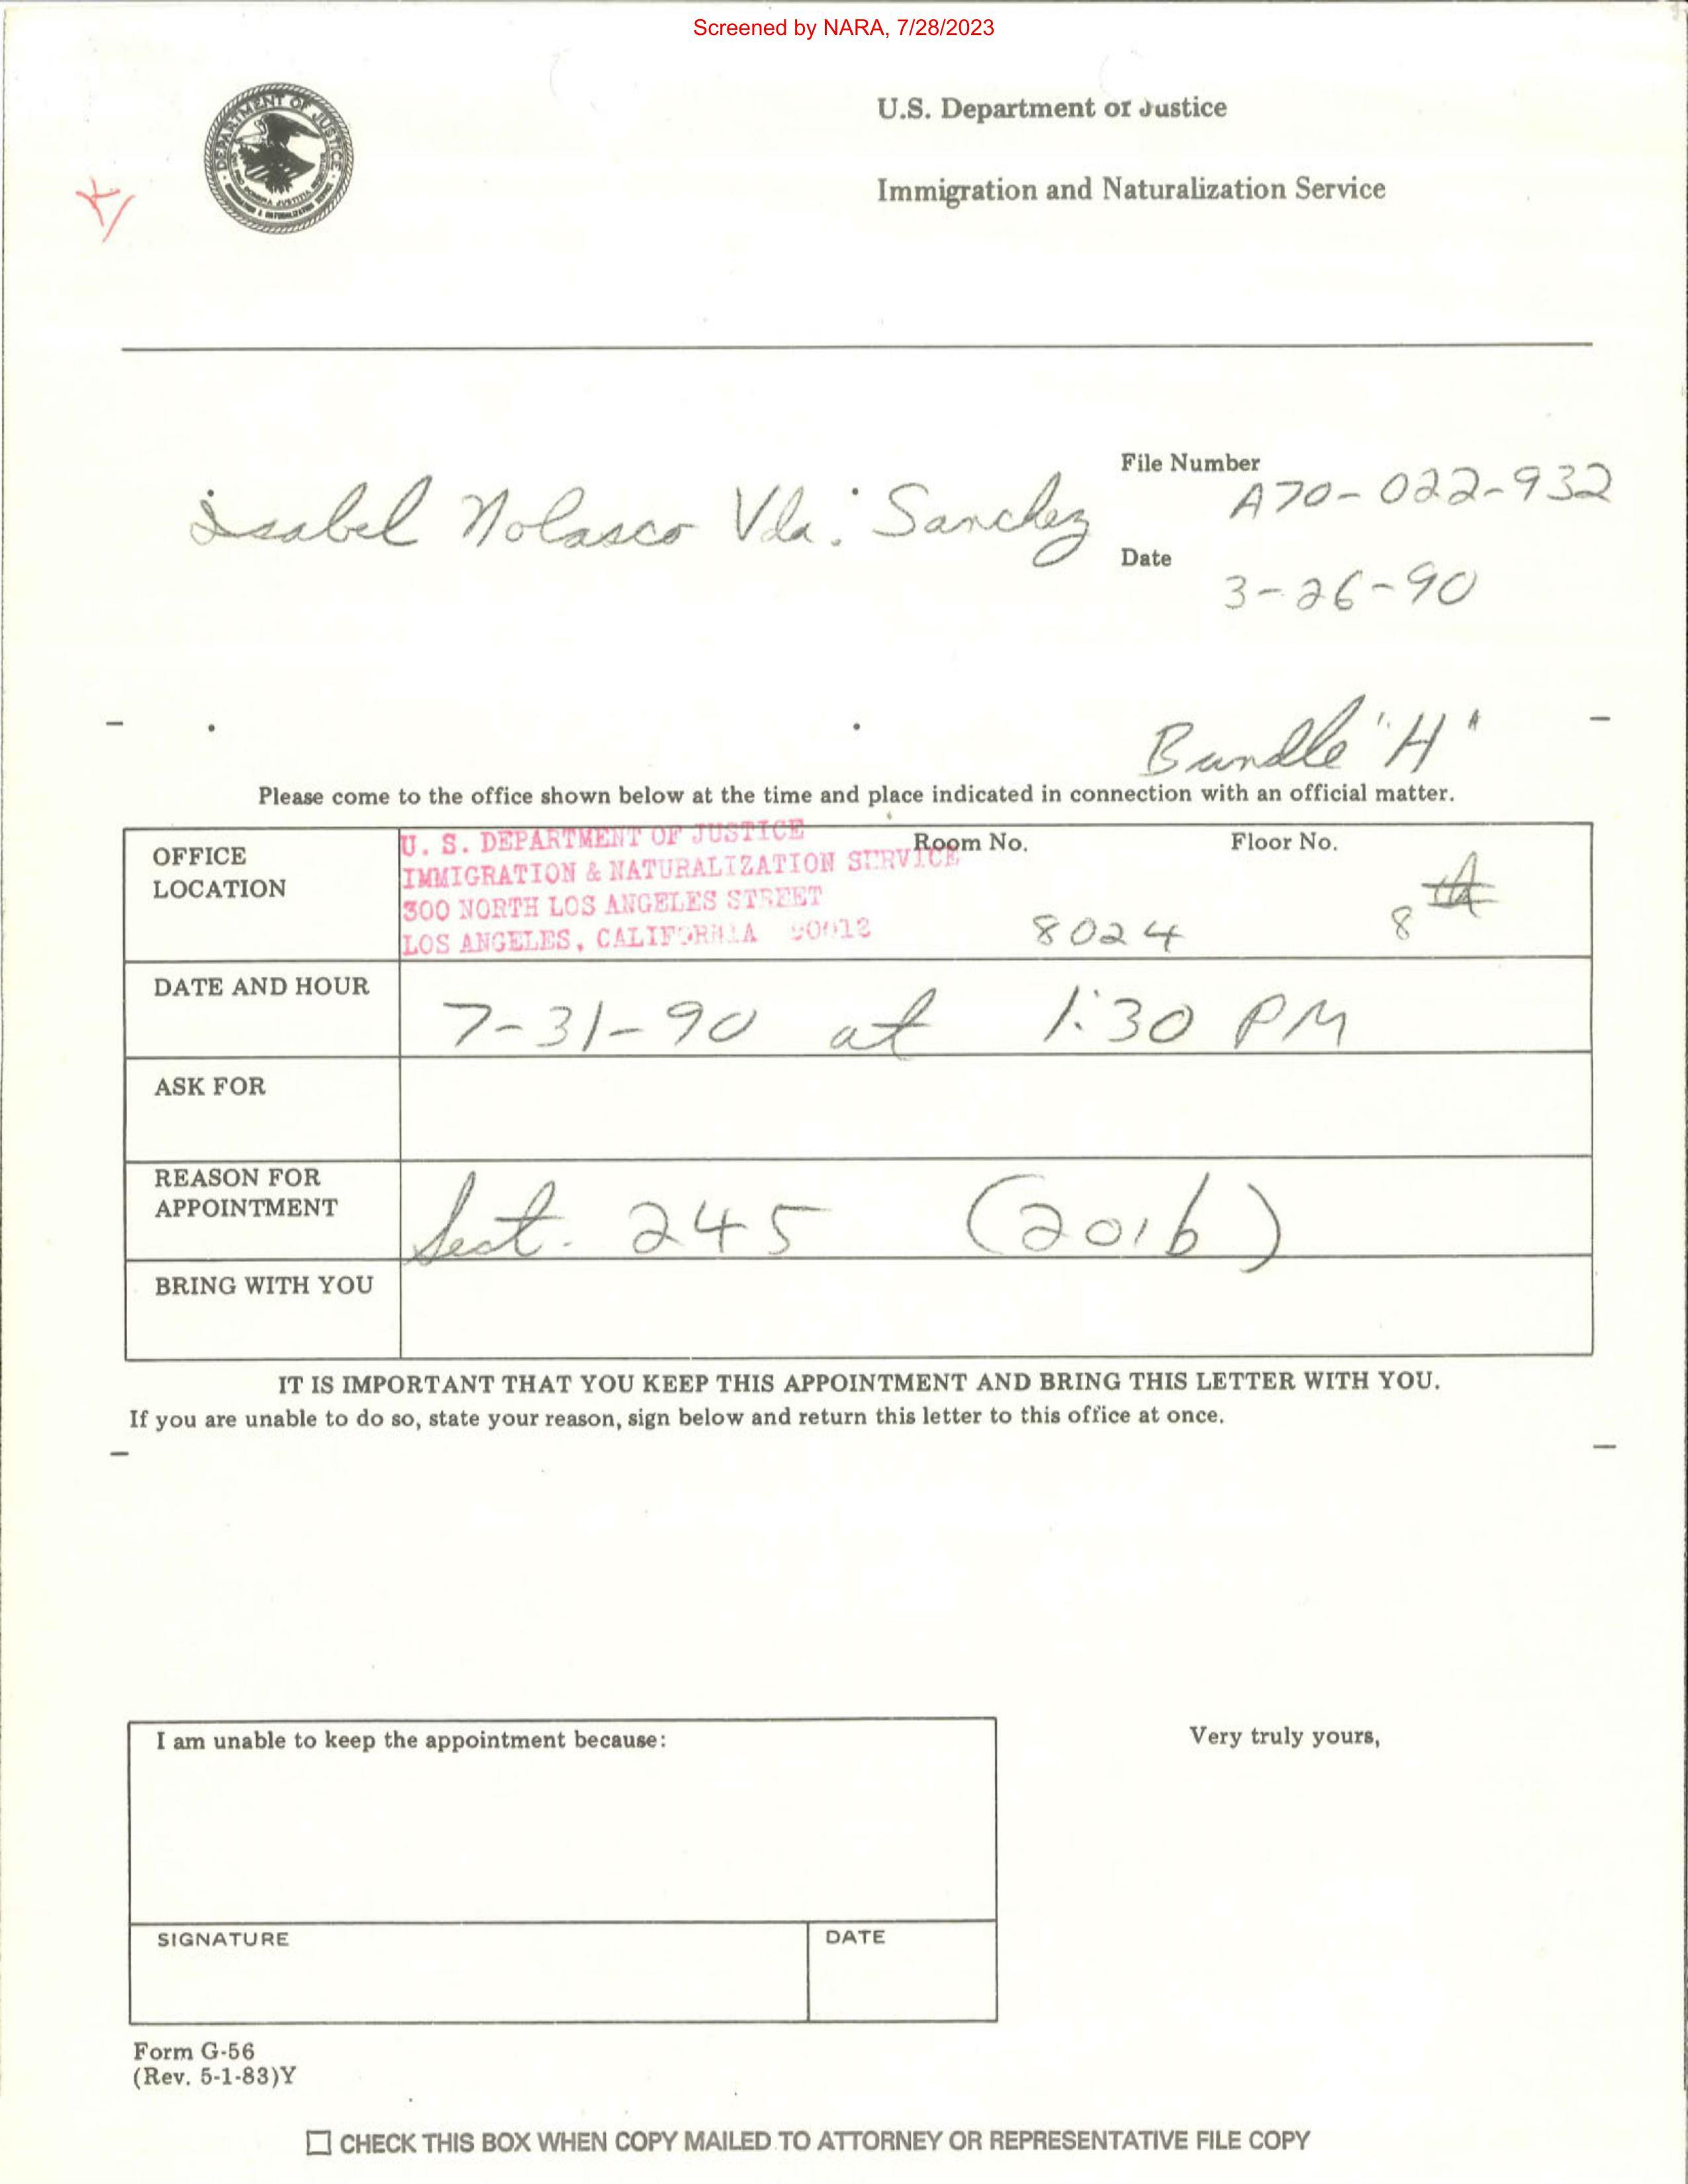 Screened by NARA, 7/28/2023
DEPARTMENT OF JUSTICE
U.S. Department of Justice
Immigration and Naturalization Service
File Number
A70-022-932
Isabel Nolasco Vda. Sanchez
Date
3-26-90
Bundle "H"
Please come to the office shown below at the time and place indicated in connection with an official matter.
OFFICE
LOCATION
U. S. DEPARTMENT OF JUSTICE
IMMIGRATION & NATURALIZATION SERVICE
300 NORTH LOS ANGELES STREET
LOS ANGELES, CALIFORNIA 90012
Room No.
8024
Floor No.
8th
DATE AND HOUR
7-31-90 at 1:30 PM
ASK FOR
REASON FOR
APPOINTMENT
Sect. 245 (201b)
BRING WITH YOU
IT IS IMPORTANT THAT YOU KEEP THIS APPOINTMENT AND BRING THIS LETTER WITH YOU.
If you are unable to do so, state your reason, sign below and return this letter to this office at once.
I am unable to keep the appointment because:
Very truly yours,
SIGNATURE
DATE
Form G-56
(Rev. 5-1-83)Y
CHECK THIS BOX WHEN COPY MAILED TO ATTORNEY OR REPRESENTATIVE FILE COPY